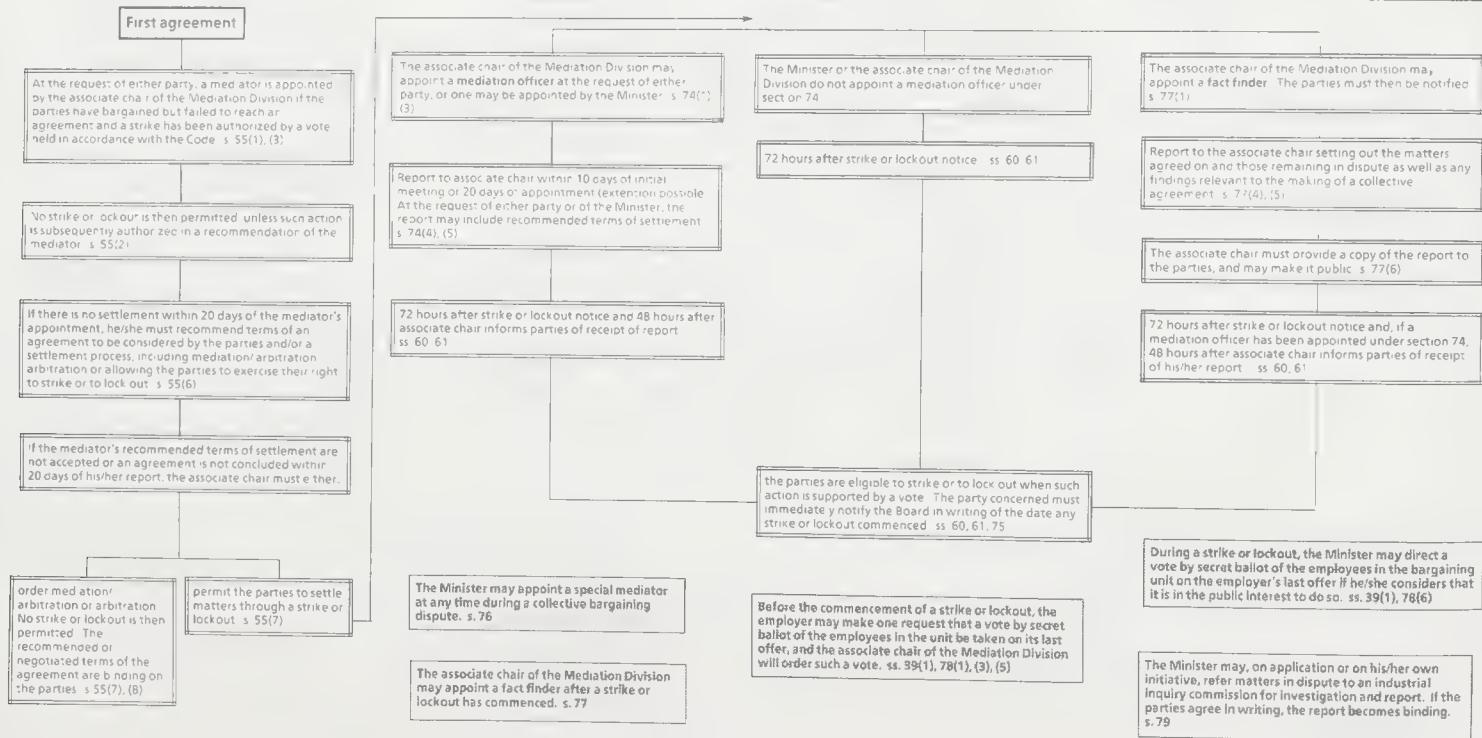 First agreement
At the request of either party, a mediator is appointed
by the associate chair of the Mediation Division if the
parties have bargained but failed to reach an
agreement and a strike has been authorized by a vote
held in accordance with the Code s 55(1), (3)
No strike or lockout is then permitted unless such action
is subsequently authorized in a recommendation of the
mediator s 55(2)
If there is no settlement within 20 days of the mediator's
appointment, he/she must recommend terms of an
agreement to be considered by the parties and/or a
settlement process, including mediation/arbitration
arbitration or allowing the parties to exercise their right
to strike or to lock out s 55(6)
If the mediator's recommended terms of settlement are
not accepted or an agreement is not concluded within
20 days of his/her report, the associate chair must either.
order mediation/
arbitration or arbitration
No strike or lockout is then
permitted The
recommended or
negotiated terms of the
agreement are binding on
the parties s 55(7), (8)
permit the parties to settle
matters through a strike or
lockout s 55(7)
The associate chair of the Mediation Division may
appoint a mediation officer at the request of either
party, or one may be appointed by the Minister s 74(1)
(3)
Report to associate chair within 10 days of initial
meeting or 20 days of appointment (extention possible
At the request of either party or of the Minister, the
report may include recommended terms of settlement
s 74(4), (5)
72 hours after strike or lockout notice and 48 hours after
associate chair informs parties of receipt of report
ss 60 61
The Minister may appoint a special mediator
at any time during a collective bargaining
dispute. s. 76
The associate chair of the Mediation Division
may appoint a fact finder after a strike or
lockout has commenced. s. 77
The Minister or the associate chair of the Mediation
Division do not appoint a mediation officer under
section 74
72 hours after strike or lockout notice ss 60 61
the parties are eligible to strike or to lock out when such
action is supported by a vote The party concerned must
immediately notify the Board in writing of the date any
strike or lockout commenced ss 60, 61, 75
Before the commencement of a strike or lockout, the
employer may make one request that a vote by secret
ballot of the employees in the unit be taken on its last
offer, and the associate chair of the Mediation Division
will order such a vote. ss. 39(1), 78(1), (3), (5)
The associate chair of the Mediation Division may
appoint a fact finder The parties must then be notified
s 77(1)
Report to the associate chair setting out the matters
agreed on and those remaining in dispute as well as any
findings relevant to the making of a collective
agreement s 77(4), (5)
The associate chair must provide a copy of the report to
the parties, and may make it public s 77(6)
72 hours after strike or lockout notice and, if a
mediation officer has been appointed under section 74,
48 hours after associate chair informs parties of receipt
of his/her report ss 60, 61
During a strike or lockout, the Minister may direct a
vote by secret ballot of the employees in the bargaining
unit on the employer's last offer if he/she considers that
it is in the public interest to do so. ss. 39(1), 78(6)
The Minister may, on application or on his/her own
initiative, refer matters in dispute to an industrial
inquiry commission for investigation and report. If the
parties agree in writing, the report becomes binding.
s. 79